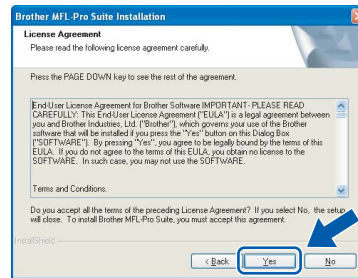 Brother MFL-Pro Suite Installation
License Agreement
Please read the following license agreement carefully.
Press the PAGE DOWN key to see the rest of the agreement.
End-User License Agreement for Brother Software IMPORTANT- PLEASE READ
CAREFULLY: This End-User License Agreement ("EULA") is a legal agreement between
you and Brother Industries, Ltd. ("Brother"), which governs your use of the Brother
software that will be installed if you press the "Yes" button on this Dialog Box
("SOFTWARE"). By pressing "Yes", you agree to be legally bound by the terms of this
EULA. If you do not agree to the terms of this EULA, you obtain no license to the
SOFTWARE. In such case, you may not use the SOFTWARE.
Terms and Conditions.
Do you accept all the terms of the preceding License Agreement? If you select No, the setup
will close. To install Brother MFL-Pro Suite, you must accept this agreement.
InstallShield
< Back Yes No